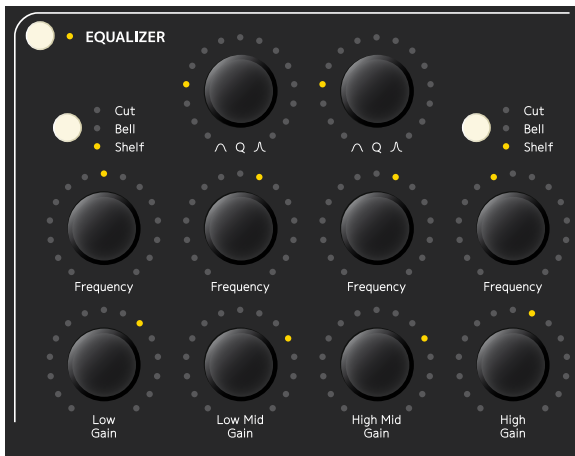 EQUALIZER
Cut
Bell
Shelf
Q
Q
Cut
Bell
Shelf
Frequency
Frequency
Frequency
Frequency
Low
Gain
Low Mid
Gain
High Mid
Gain
High
Gain